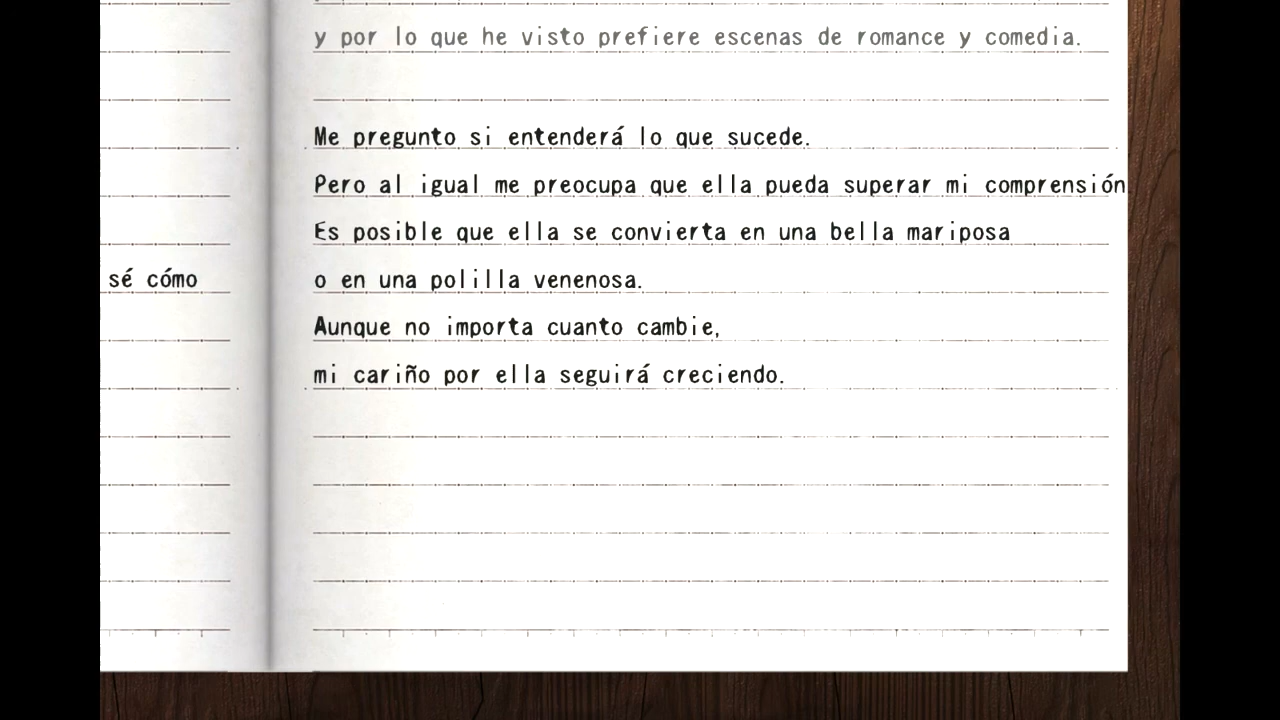 sé cómo
y por lo que he visto prefiere escenas de romance y comedia.
Me pregunto si entenderá lo que sucede.
Pero al igual me preocupa que ella pueda superar mi comprensión
Es posible que ella se convierta en una bella mariposa
o en una polilla venenosa.
Aunque no importa cuanto cambie,
mi cariño por ella seguirá creciendo.